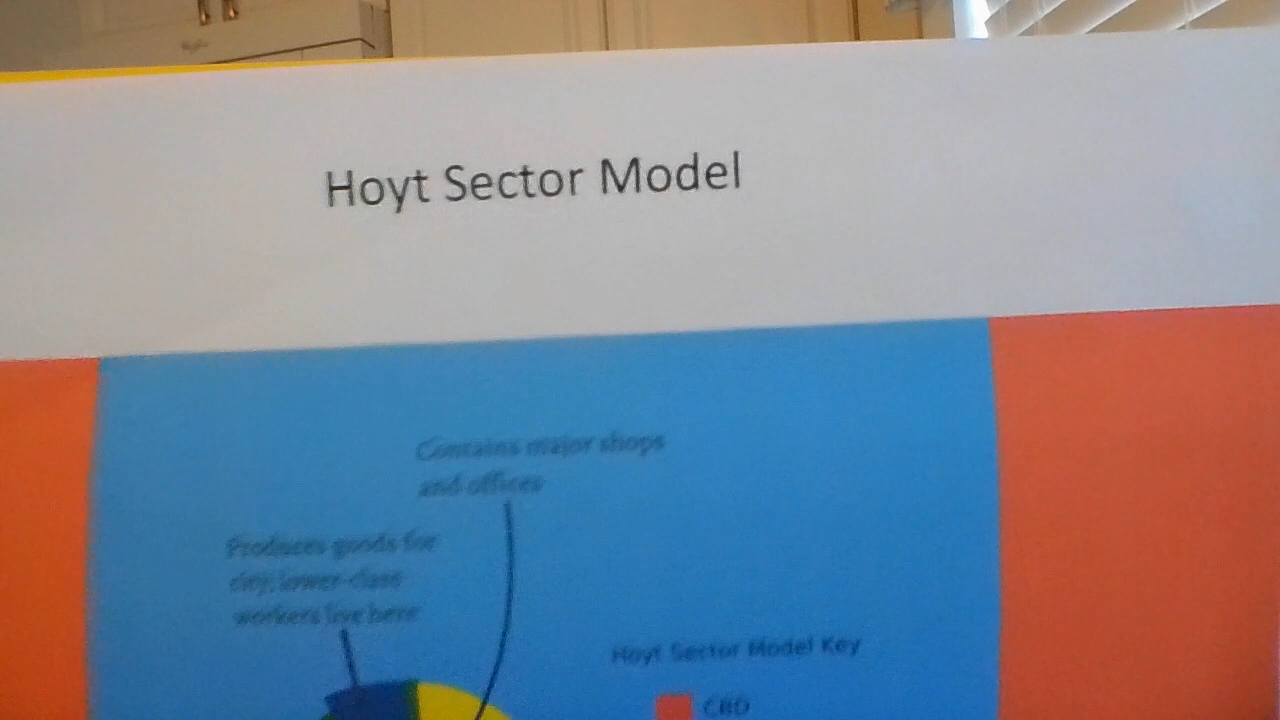 Hoyt Sector Model
Contains major shops
and offices
Produces goods for
city, lower-class
workers live here
Hoyt Sector Model Key
CBD